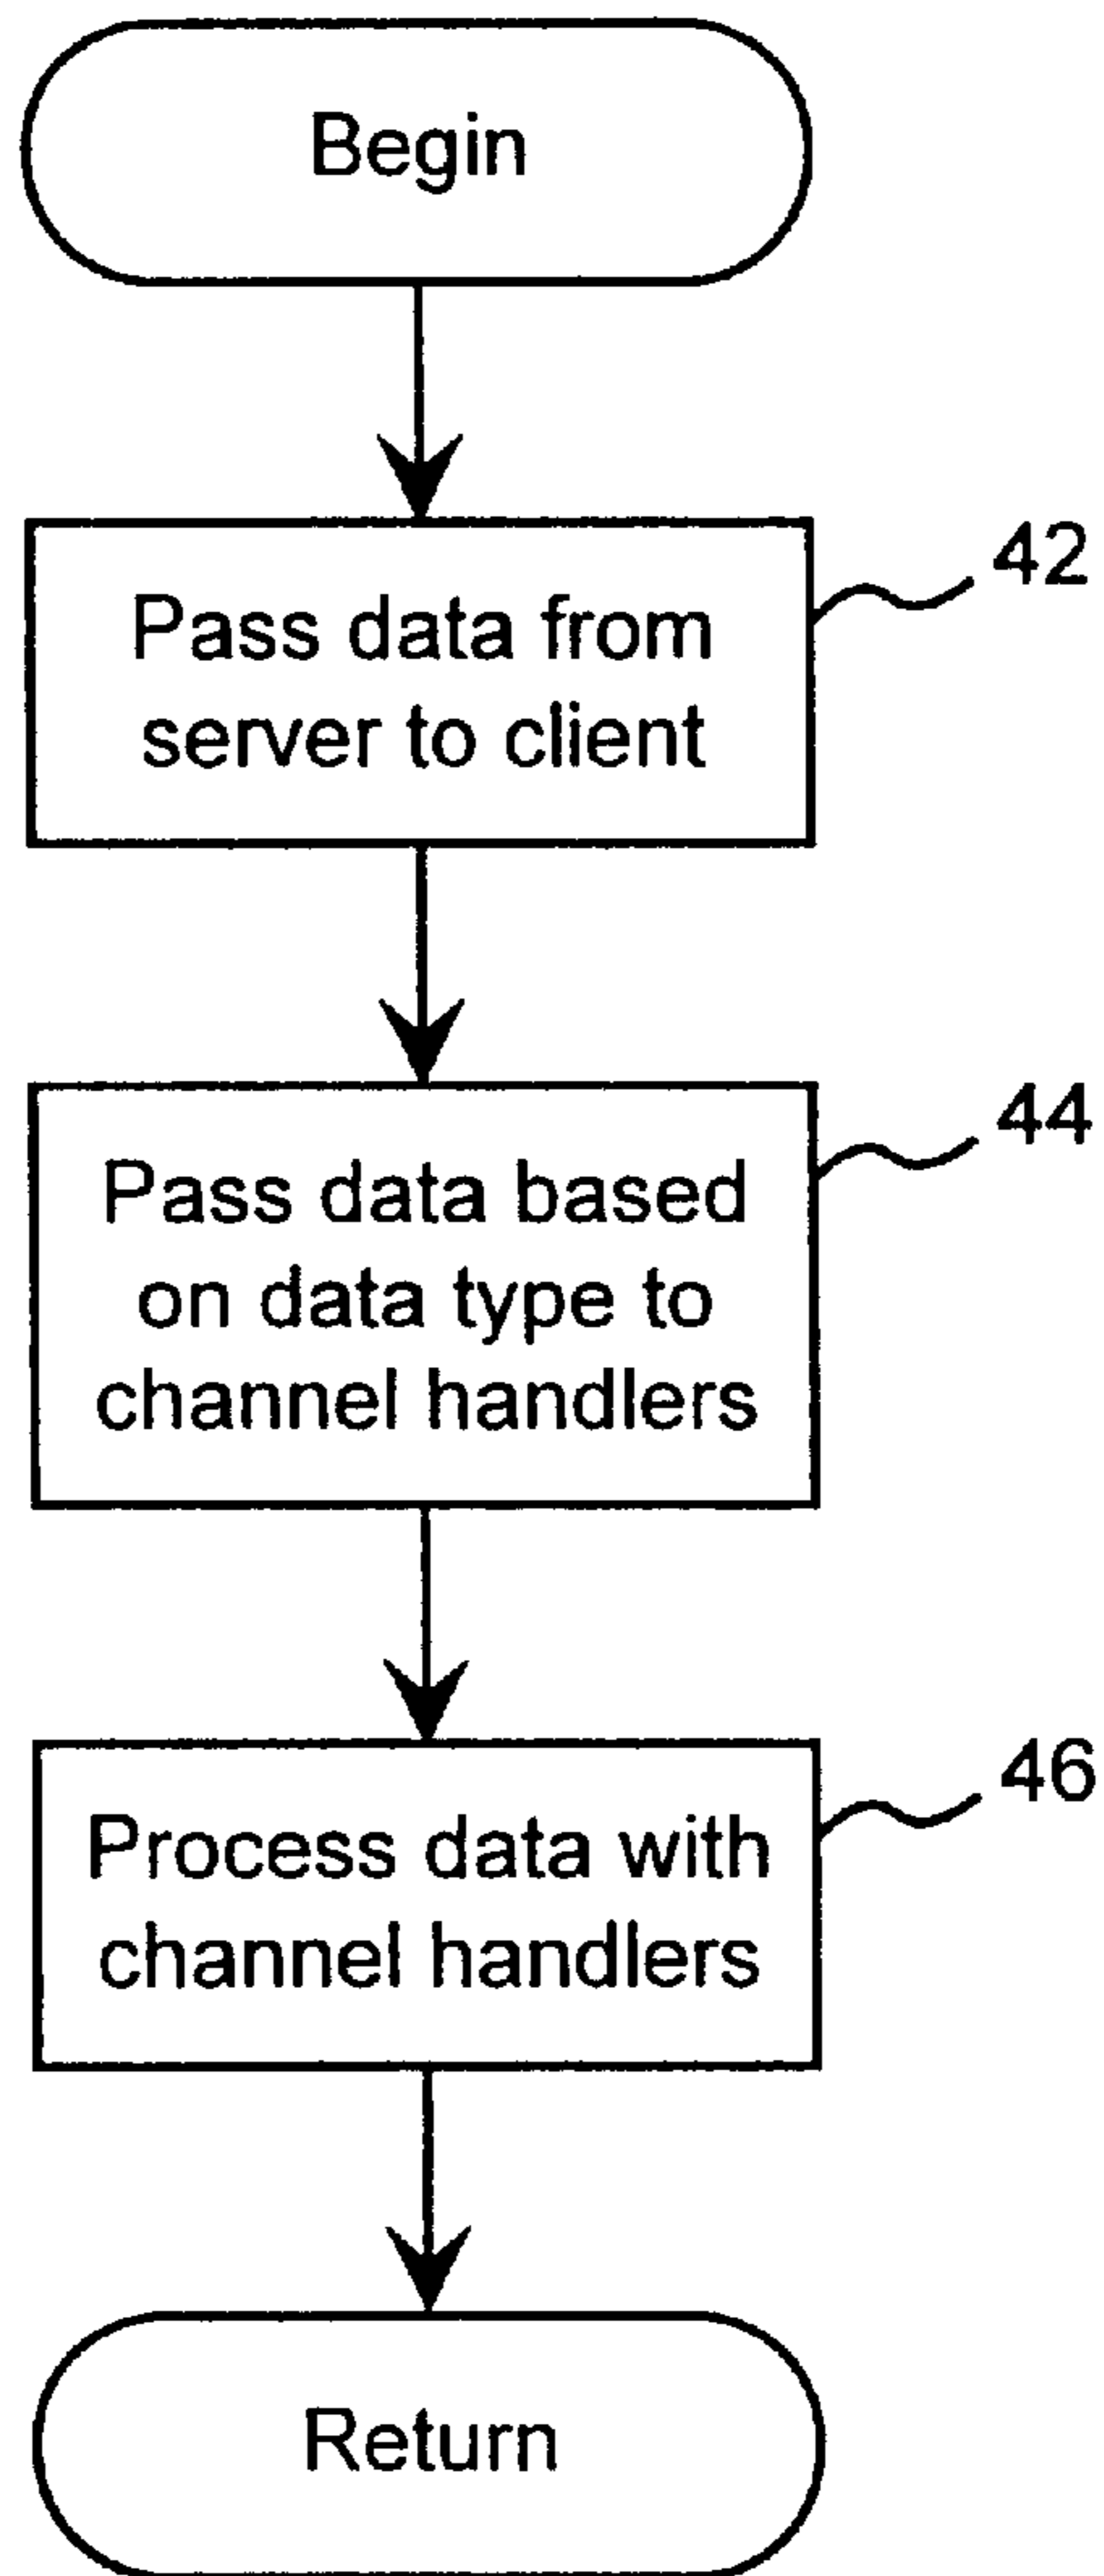 Begin
Pass data from
server to client
42
Pass data based
on data type to
channel handlers
44
Process data with
channel handlers
46
Return